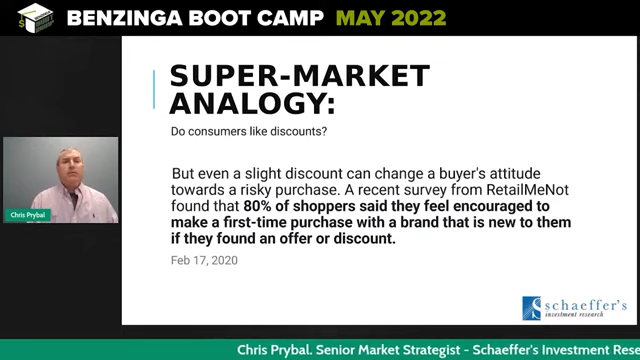 BENZINGA BOOT CAMP MAY 2022
SUPER-MARKET
ANALOGY:
Do consumers like discounts?
But even a slight discount can change a buyer's attitude
towards a risky purchase. A recent survey from RetailMeNot
found that 80% of shoppers said they feel encouraged to
make a first-time purchase with a brand that is new to them
if they found an offer or discount.
Feb 17, 2020
Chris Prybal
schaeffer's
investment research
Chris Prybal. Senior Market Strategist - Schaeffer's Investment Rese